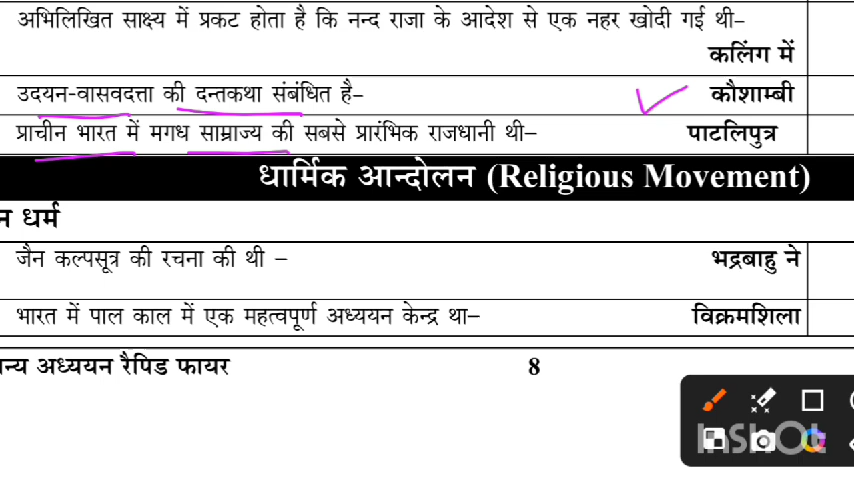 अभिलिखित साक्ष्य में प्रकट होता है कि नन्द राजा के आदेश से एक नहर खोदी गई थी–
कलिंग में
उदयन-वासवदत्ता की दन्तकथा संबंधित है– कौशाम्बी
प्राचीन भारत में मगध साम्राज्य की सबसे प्रारंभिक राजधानी थी– पाटलिपुत्र
धार्मिक आन्दोलन (Religious Movement)
न धर्म
जैन कल्पसूत्र की रचना की थी – भद्रबाहु ने
भारत में पाल काल में एक महत्वपूर्ण अध्ययन केन्द्र था– विक्रमशिला
न्य अध्ययन रैपिड फायर 8
InShOt